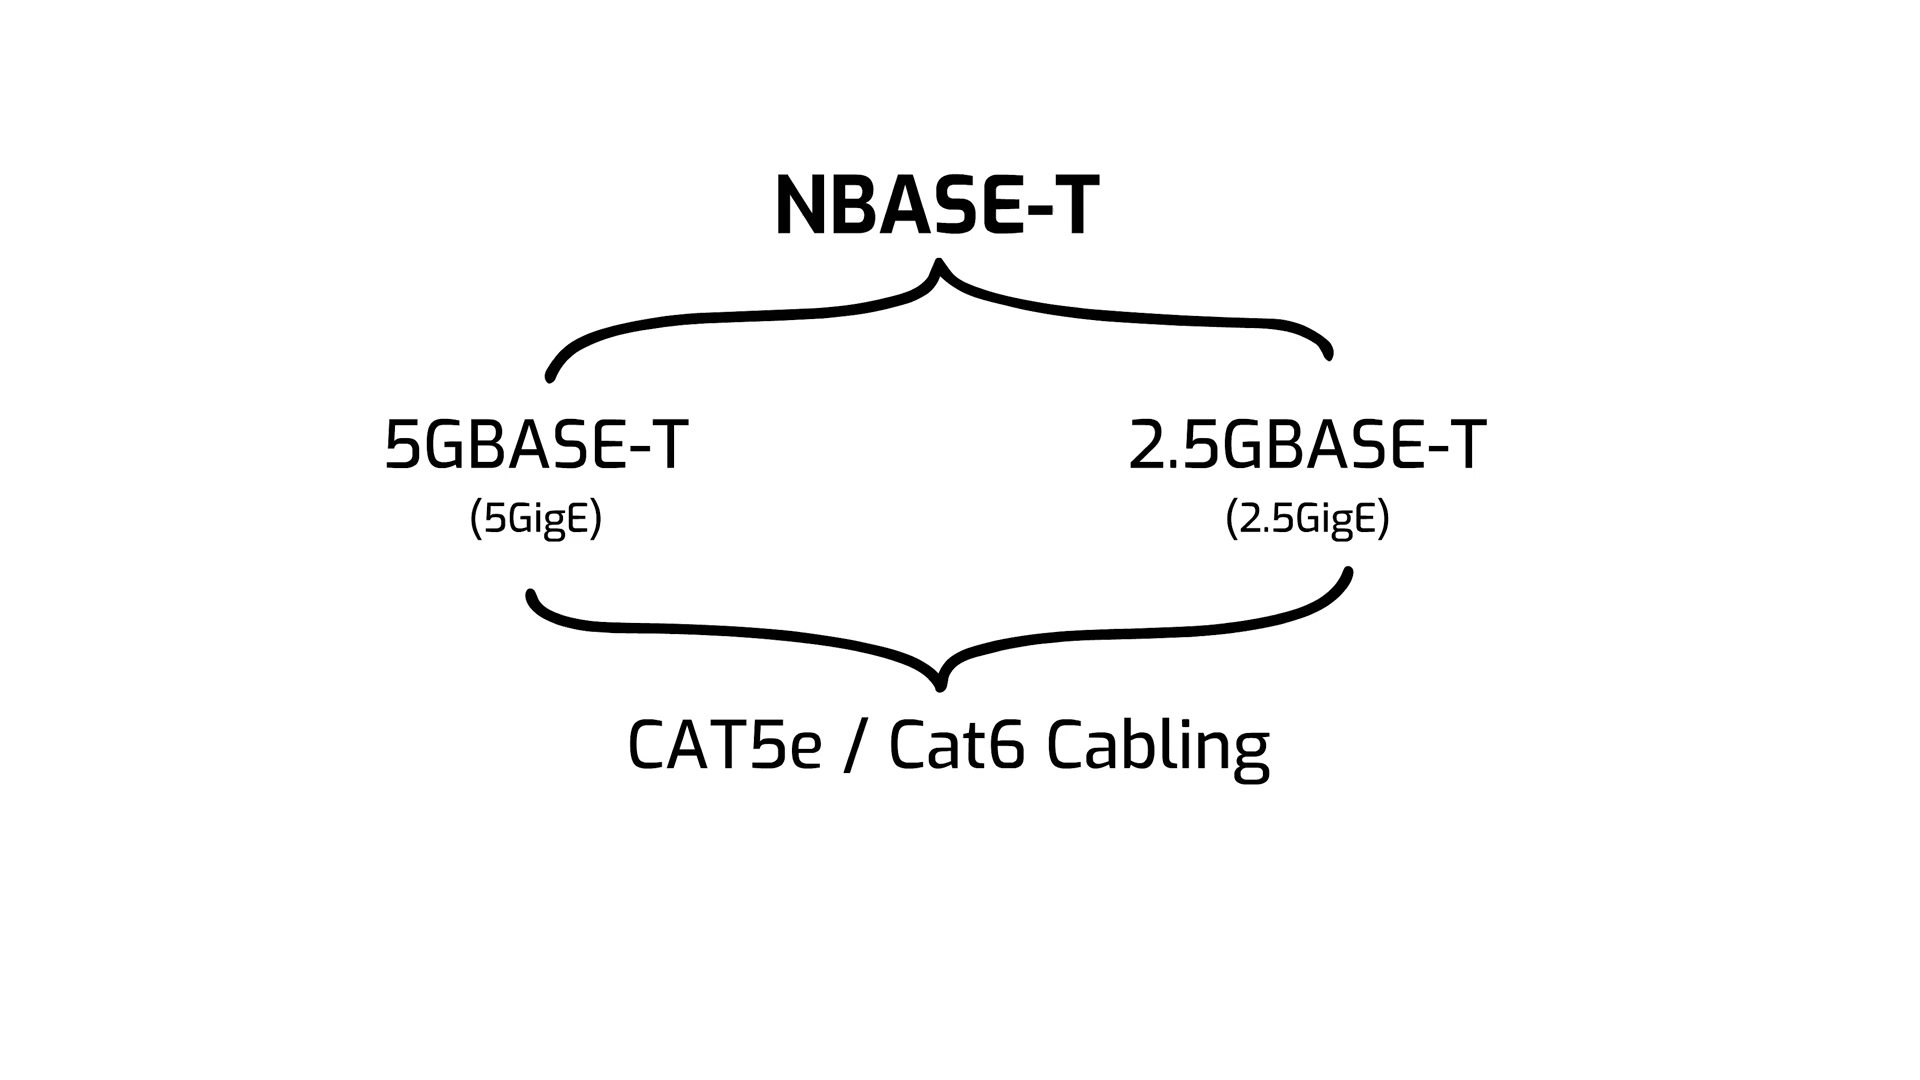 NBASE-T
5GBASE-T
(5GigE)
2.5GBASE-T
(2.5GigE)
CAT5e / Cat6 Cabling